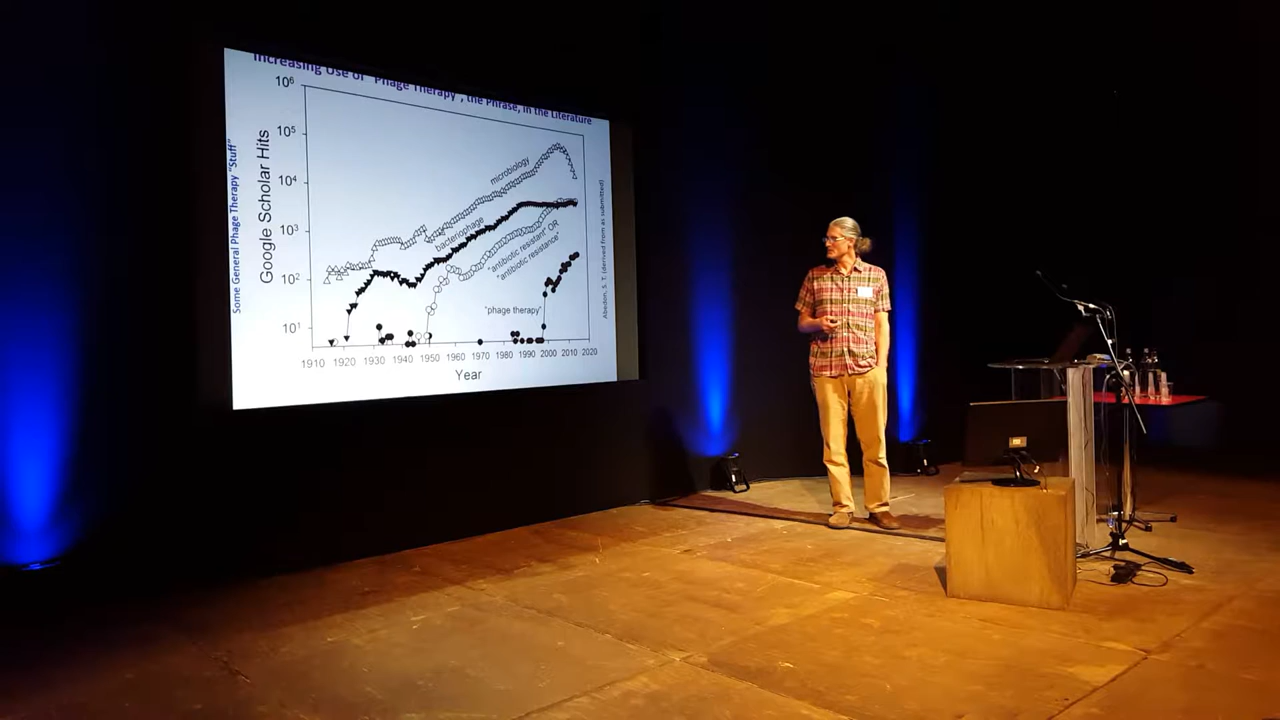 Increasing Use of "Phage Therapy", the Phrase, in the Literature
Some General Phage Therapy "Stuff"
Google Scholar Hits
10⁶
10⁵
10⁴
10³
10²
10¹
microbiology
bacteriophage
"antibiotic resistant" OR
"antibiotic resistance"
"phage therapy"
1910 1920 1930 1940 1950 1960 1970 1980 1990 2000 2010 2020
Year
Abedon, S. T. (derived from as submitted)